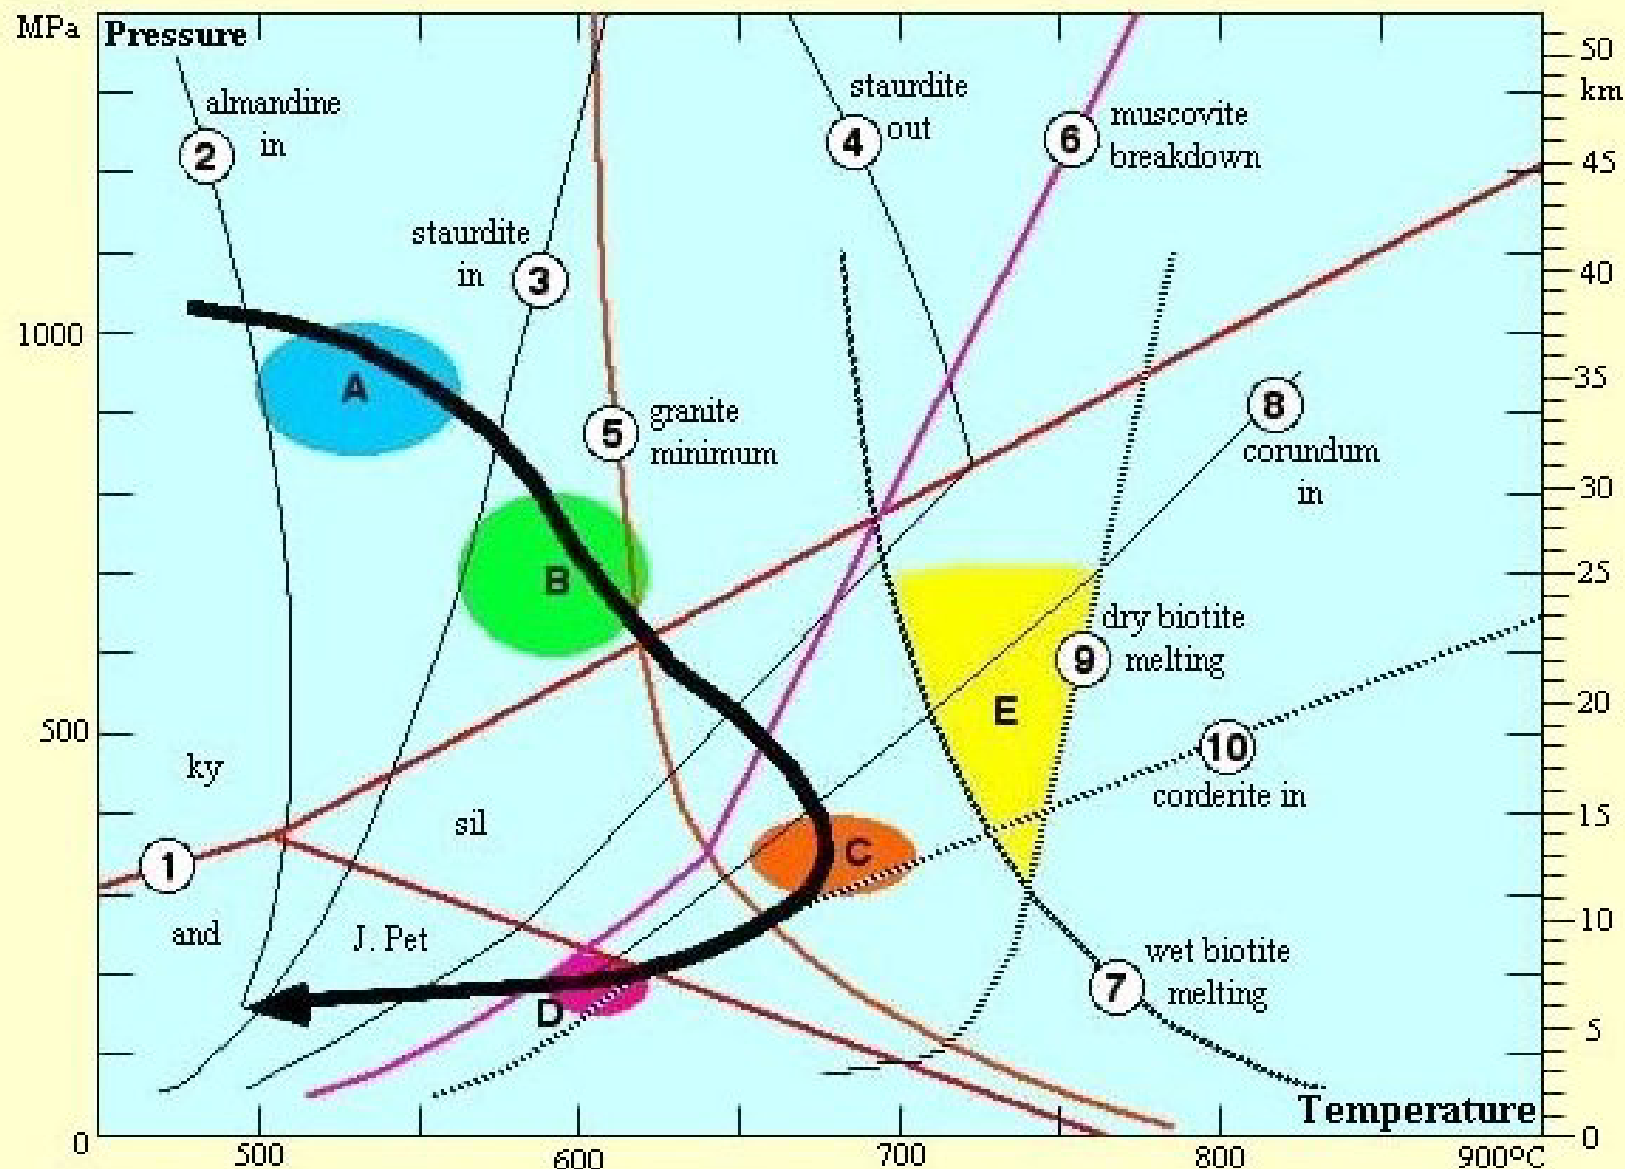 MPa
Pressure
50
km
almandine
in
2
staurdite
out
4
6
muscovite
breakdown
45
staurdite
in
3
40
1000
A
35
5
granite
minimum
8
corundum
in
30
B
25
dry biotite
melting
9
E
20
500
10
corderite in
ky
sil
15
C
1
and
J. Pet
10
wet biotite
melting
7
D
5
Temperature
0
500
600
700
800
900ºC
0